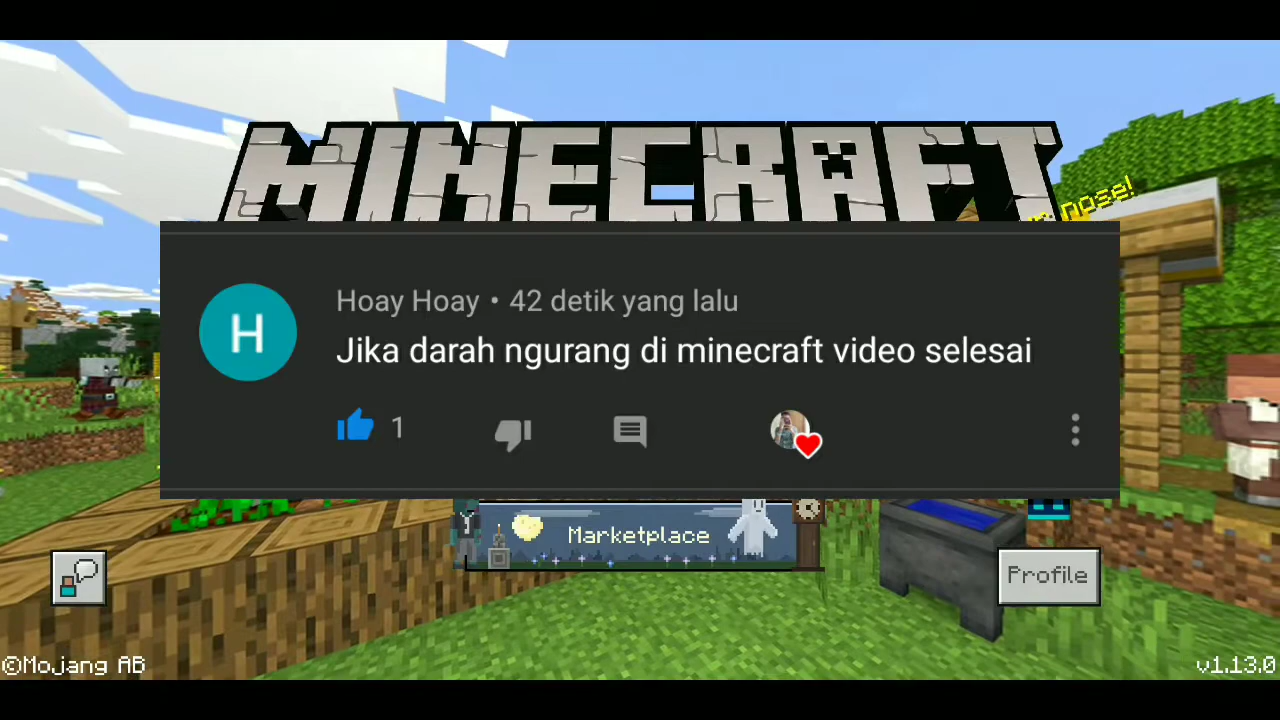 MINECRAFT
nose!
H
Hoay Hoay • 42 detik yang lalu
Jika darah ngurang di minecraft video selesai
1
Marketplace
Profile
©Mojang AB
v1.13.0